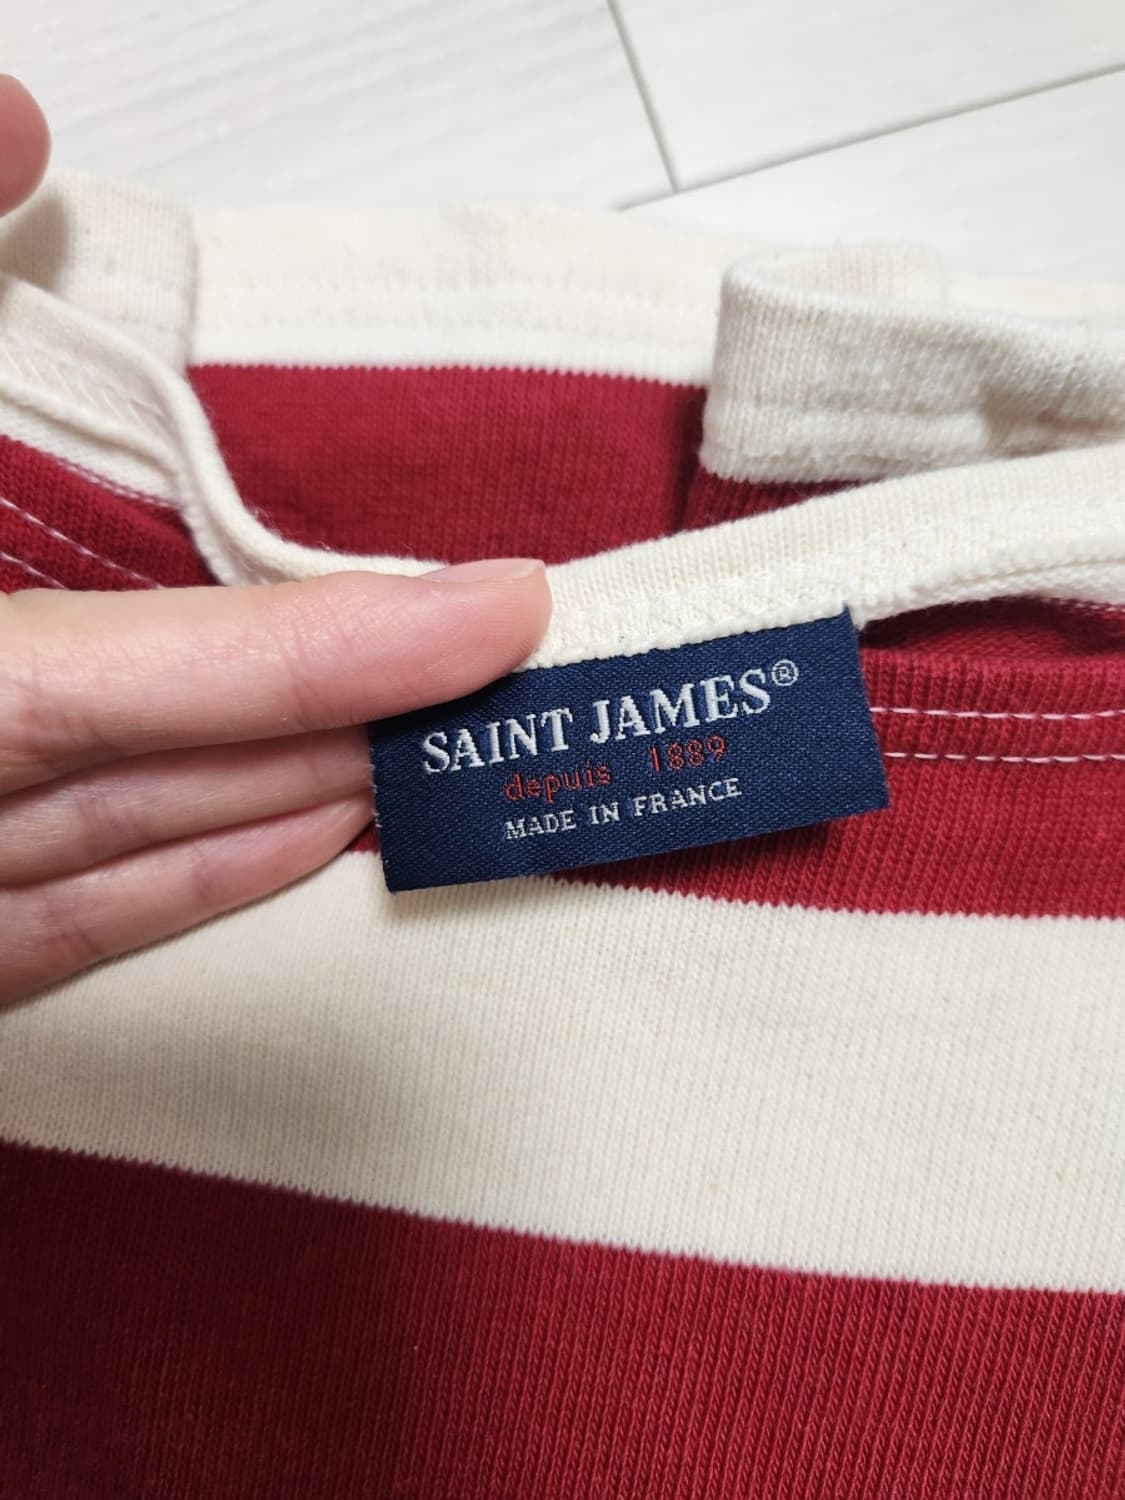 SAINT JAMES®
depuis 1889
MADE IN FRANCE